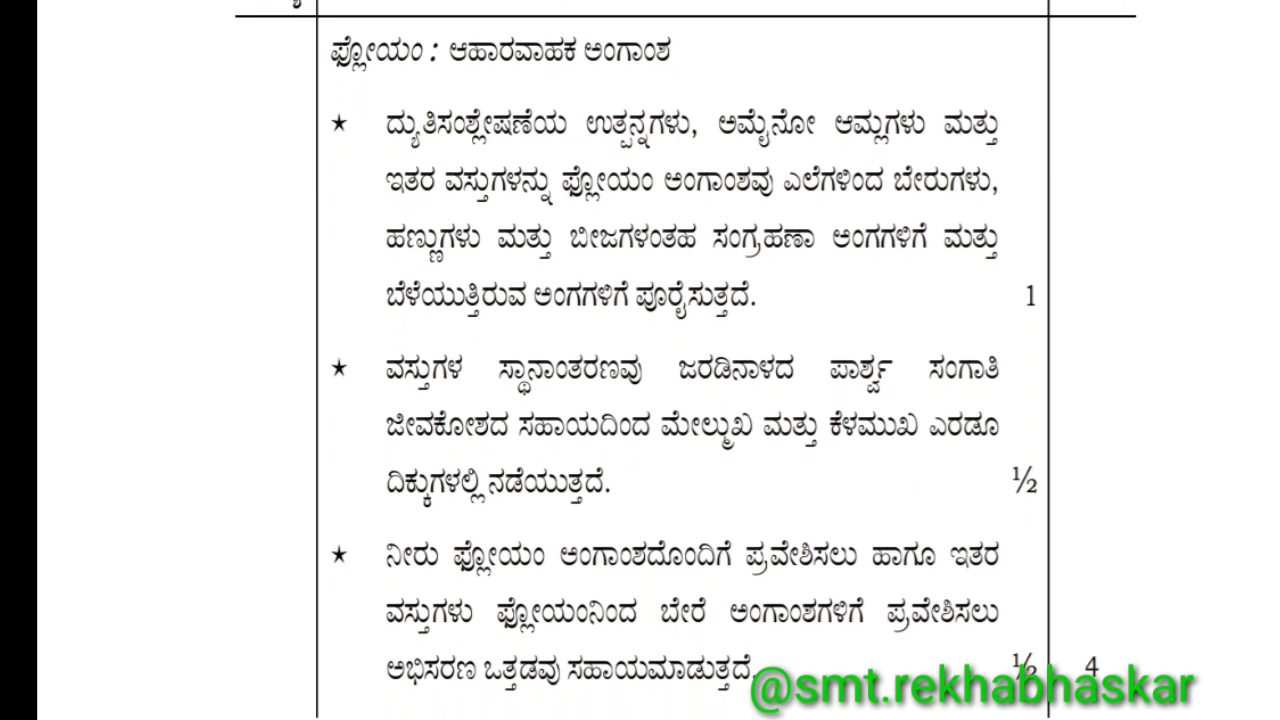 ಫ್ಲೋಯಂ : ಆಹಾರವಾಹಕ ಅಂಗಾಂಶ
★ ದ್ಯುತಿಸಂಶ್ಲೇಷಣೆಯ ಉತ್ಪನ್ನಗಳು, ಅಮೈನೋ ಆಮ್ಲಗಳು ಮತ್ತು
ಇತರ ವಸ್ತುಗಳನ್ನು ಫ್ಲೋಯಂ ಅಂಗಾಂಶವು ಎಲೆಗಳಿಂದ ಬೇರುಗಳು,
ಹಣ್ಣುಗಳು ಮತ್ತು ಬೀಜಗಳಂತಹ ಸಂಗ್ರಹಣಾ ಅಂಗಗಳಿಗೆ ಮತ್ತು
ಬೆಳೆಯುತ್ತಿರುವ ಅಂಗಗಳಿಗೆ ಪೂರೈಸುತ್ತದೆ. 1
★ ವಸ್ತುಗಳ ಸ್ಥಾನಾಂತರಣವು ಜರಡಿನಾಳದ ಪಾರ್ಶ್ವ ಸಂಗಾತಿ
ಜೀವಕೋಶದ ಸಹಾಯದಿಂದ ಮೇಲ್ಮುಖ ಮತ್ತು ಕೆಳಮುಖ ಎರಡೂ
ದಿಕ್ಕುಗಳಲ್ಲಿ ನಡೆಯುತ್ತದೆ. ½
★ ನೀರು ಫ್ಲೋಯಂ ಅಂಗಾಂಶದೊಂದಿಗೆ ಪ್ರವೇಶಿಸಲು ಹಾಗೂ ಇತರ
ವಸ್ತುಗಳು ಫ್ಲೋಯಂನಿಂದ ಬೇರೆ ಅಂಗಾಂಶಗಳಿಗೆ ಪ್ರವೇಶಿಸಲು
ಅಭಿಸರಣ ಒತ್ತಡವು ಸಹಾಯಮಾಡುತ್ತದೆ. ½ 4
@smt.rekhabhaskar